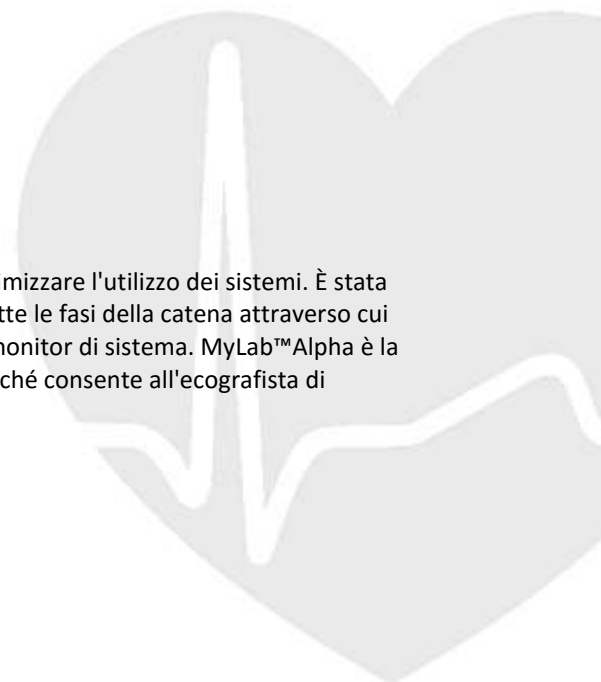 imizzare l'utilizzo dei sistemi. È stata
tte le fasi della catena attraverso cui
monitor di sistema. MyLab™Alpha è la
ché consente all'ecografista di